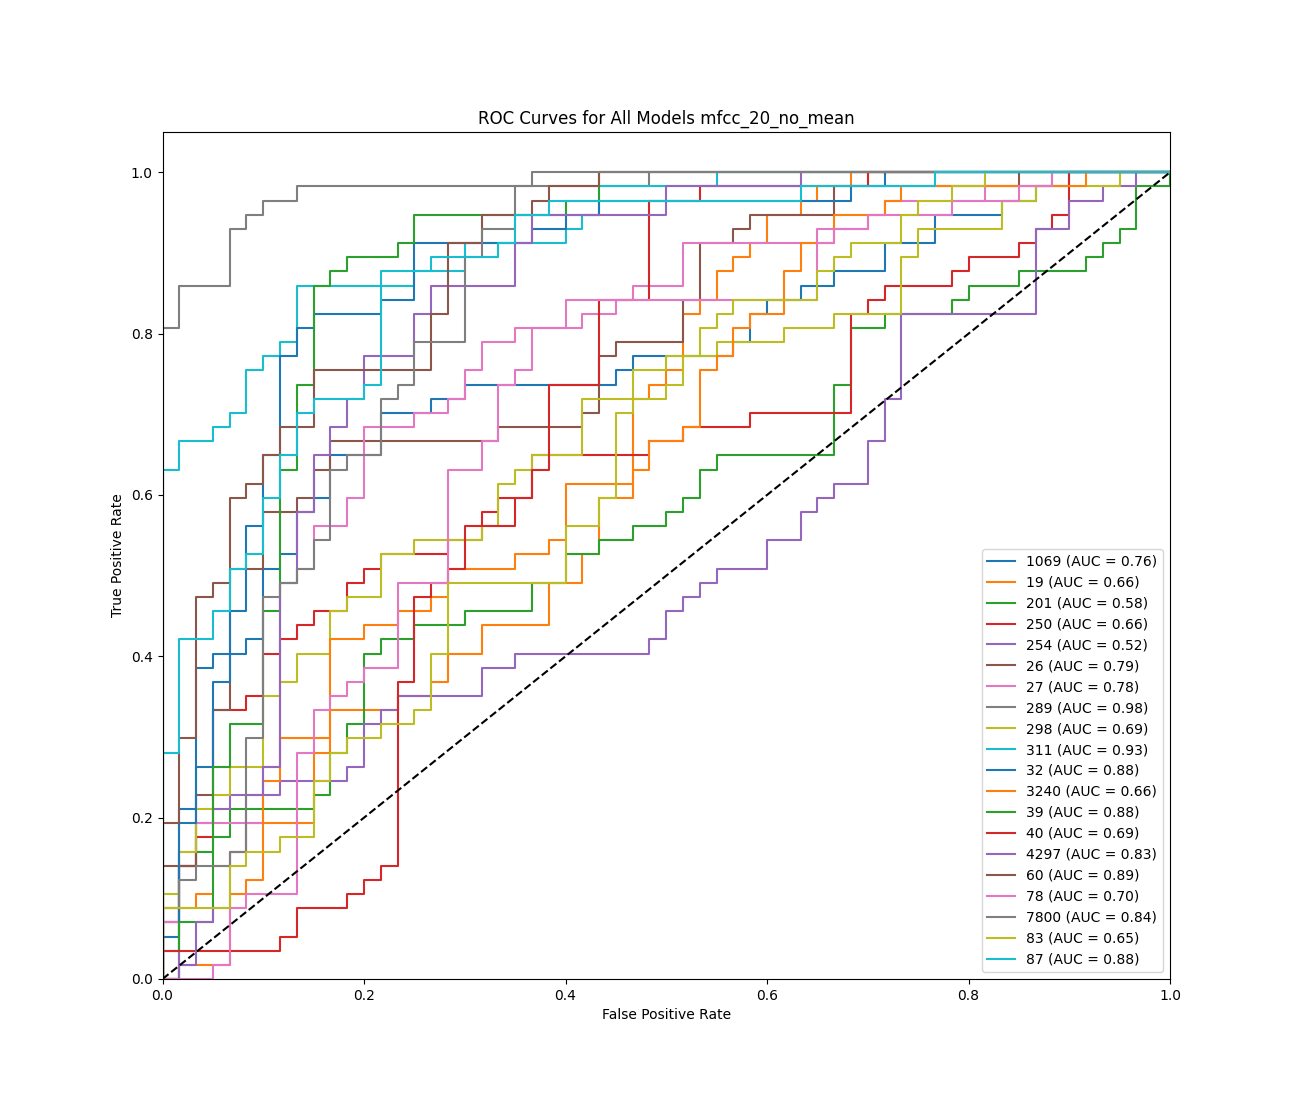 ROC Curves for All Models mfcc_20_no_mean
1.0
0.8
0.6
0.4
0.2
0.0
True Positive Rate
0.0 0.2 0.4 0.6 0.8 1.0
False Positive Rate
1069 (AUC = 0.76)
19 (AUC = 0.66)
201 (AUC = 0.58)
250 (AUC = 0.66)
254 (AUC = 0.52)
26 (AUC = 0.79)
27 (AUC = 0.78)
289 (AUC = 0.98)
298 (AUC = 0.69)
311 (AUC = 0.93)
32 (AUC = 0.88)
3240 (AUC = 0.66)
39 (AUC = 0.88)
40 (AUC = 0.69)
4297 (AUC = 0.83)
60 (AUC = 0.89)
78 (AUC = 0.70)
7800 (AUC = 0.84)
83 (AUC = 0.65)
87 (AUC = 0.88)